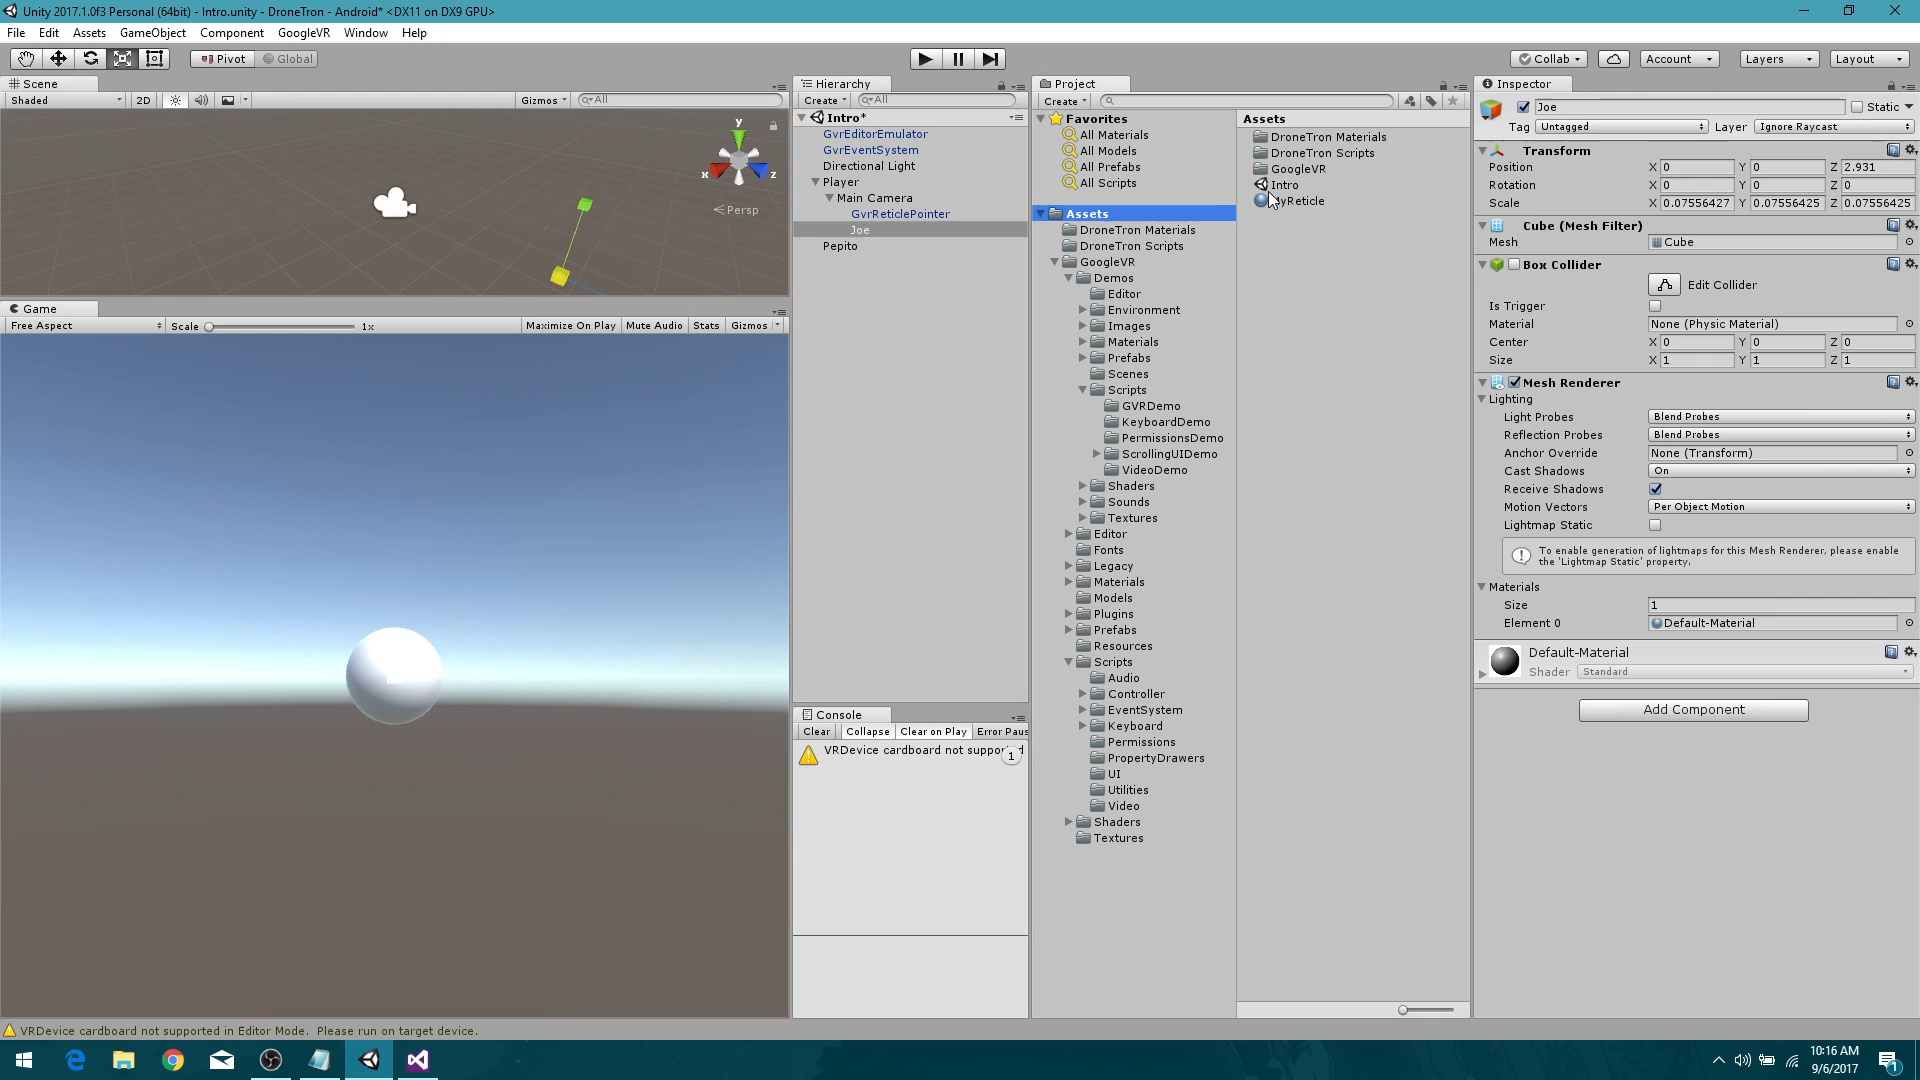 Unity 2017.1.0f3 Personal (64bit) - Intro.unity - DroneTron - Android* <DX11 on DX9 GPU>
File Edit Assets GameObject Component GoogleVR Window Help
Pivot Global Collab Account Layers Layout
Scene
Shaded 2D Gizmos All
y
x z
Persp
Game
Free Aspect Scale 1x Maximize On Play Mute Audio Stats Gizmos
Hierarchy
Create All
Intro*
GvrEditorEmulator
GvrEventSystem
Directional Light
Player
Main Camera
GvrReticlePointer
Joe
Pepito
Console
Clear Collapse Clear on Play Error Paus
VRDevice cardboard not suppor
1
Project
Create
Favorites
All Materials
All Models
All Prefabs
All Scripts
Assets
DroneTron Materials
DroneTron Scripts
GoogleVR
Demos
Editor
Environment
Images
Materials
Prefabs
Scenes
Scripts
GVRDemo
KeyboardDemo
PermissionsDemo
ScrollingUIDemo
VideoDemo
Shaders
Sounds
Textures
Editor
Fonts
Legacy
Materials
Models
Plugins
Prefabs
Resources
Scripts
Audio
Controller
EventSystem
Keyboard
Permissions
PropertyDrawers
UI
Utilities
Video
Shaders
Textures
Assets
DroneTron Materials
DroneTron Scripts
GoogleVR
Intro
yReticle
Inspector
Joe Static
Tag Untagged Layer Ignore Raycast
Transform
Position X 0 Y 0 Z 2.931
Rotation X 0 Y 0 Z 0
Scale X 0.07556427 Y 0.07556425 Z 0.07556425
Cube (Mesh Filter)
Mesh Cube
Box Collider
Edit Collider
Is Trigger
Material None (Physic Material)
Center X 0 Y 0 Z 0
Size X 1 Y 1 Z 1
Mesh Renderer
Lighting
Light Probes Blend Probes
Reflection Probes Blend Probes
Anchor Override None (Transform)
Cast Shadows On
Receive Shadows
Motion Vectors Per Object Motion
Lightmap Static
To enable generation of lightmaps for this Mesh Renderer, please enable
the 'Lightmap Static' property.
Materials
Size 1
Element 0 Default-Material
Default-Material
Shader Standard
Add Component
VRDevice cardboard not supported in Editor Mode. Please run on target device.
10:16 AM
9/6/2017
1